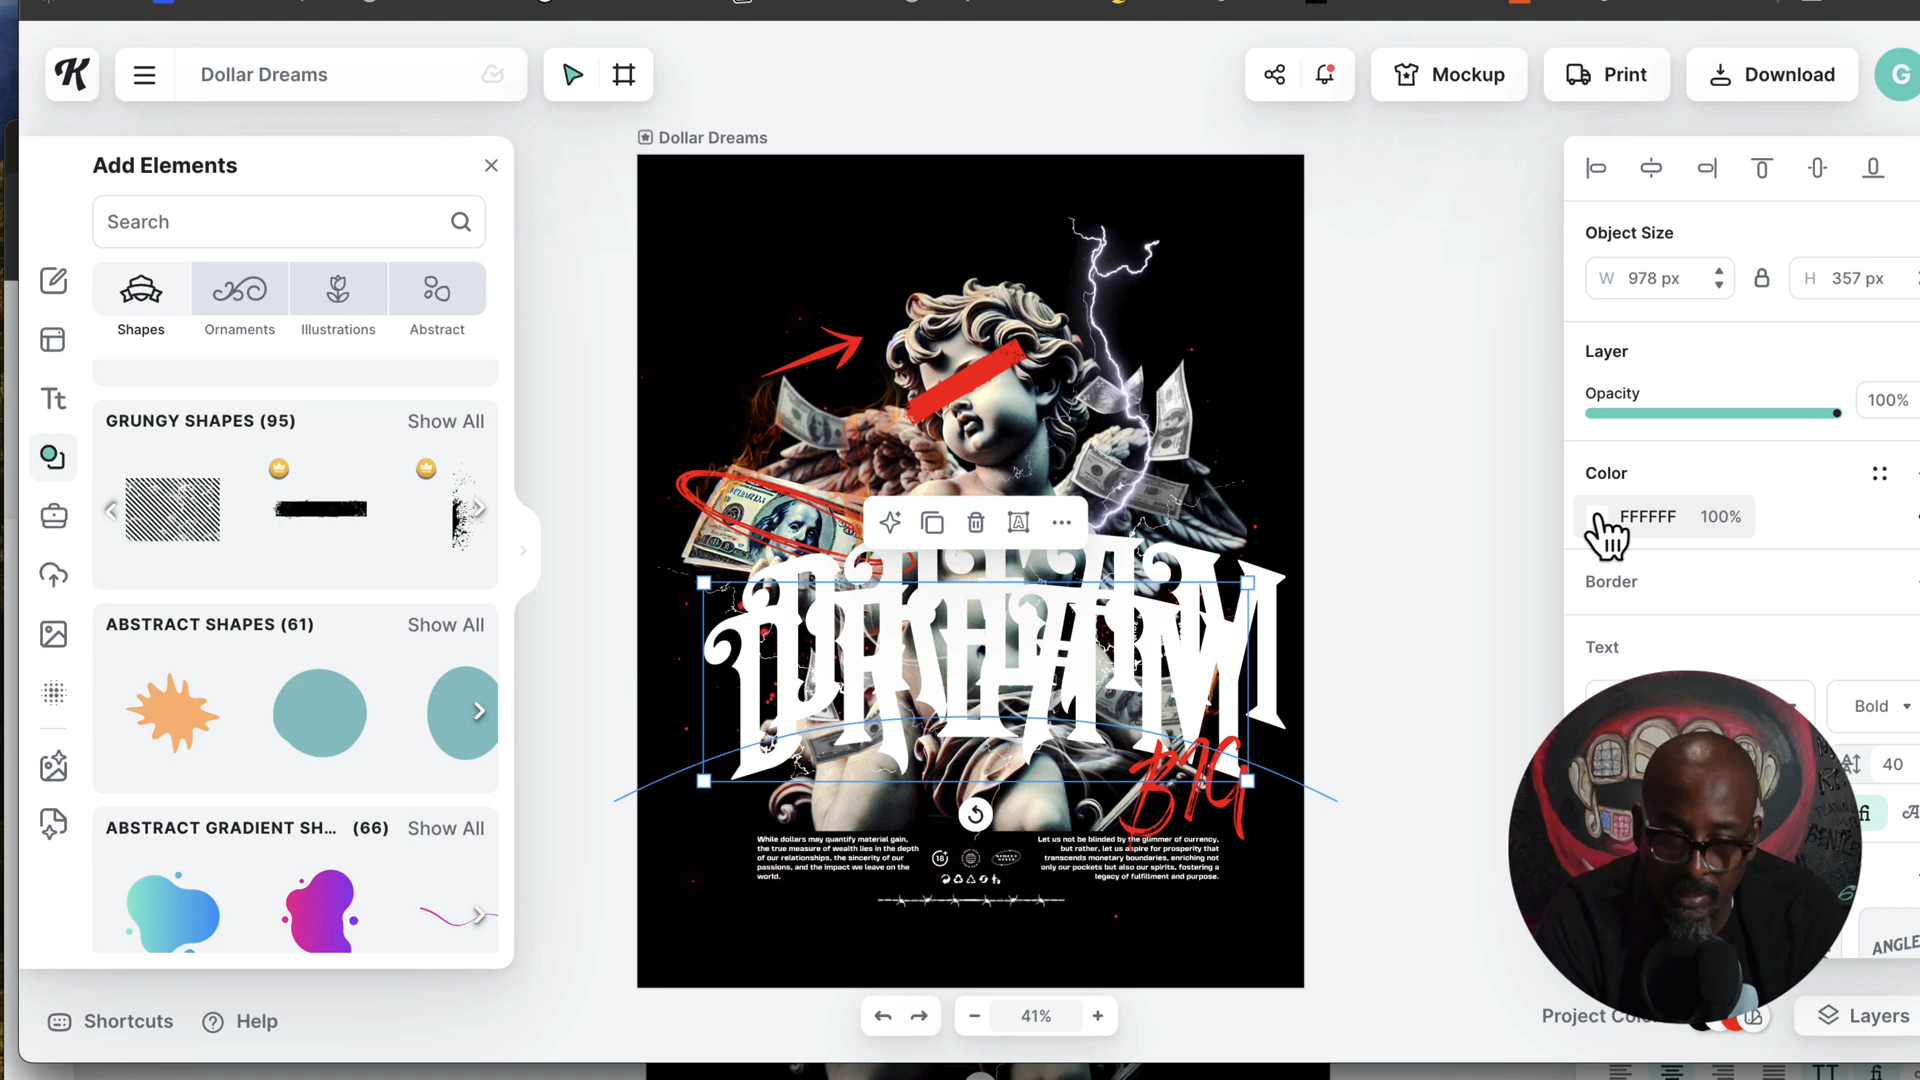 K
Dollar Dreams
Mockup
Print
Download
G
Add Elements
Search
Shapes
Ornaments
Illustrations
Abstract
GRUNGY SHAPES (95)
Show All
ABSTRACT SHAPES (61)
Show All
ABSTRACT GRADIENT SH... (66)
Show All
Shortcuts
Help
Dollar Dreams
BIG
While dollars may quantify material gain,
the true measure of wealth lies in the depth
of our relationships, the sincerity of our
passions, and the impact we leave on the
world.
18
Let us not be blinded by the glimmer of currency,
but rather, let us aspire for prosperity that
transcends monetary boundaries, enriching not
only our pockets but also our spirits, fostering a
legacy of fulfillment and purpose.
41%
Object Size
W 978 px
H 357 px
Layer
Opacity
100%
Color
FFFFFF 100%
Border
Text
Bold
40
fi
ANGLE
Project
Layers